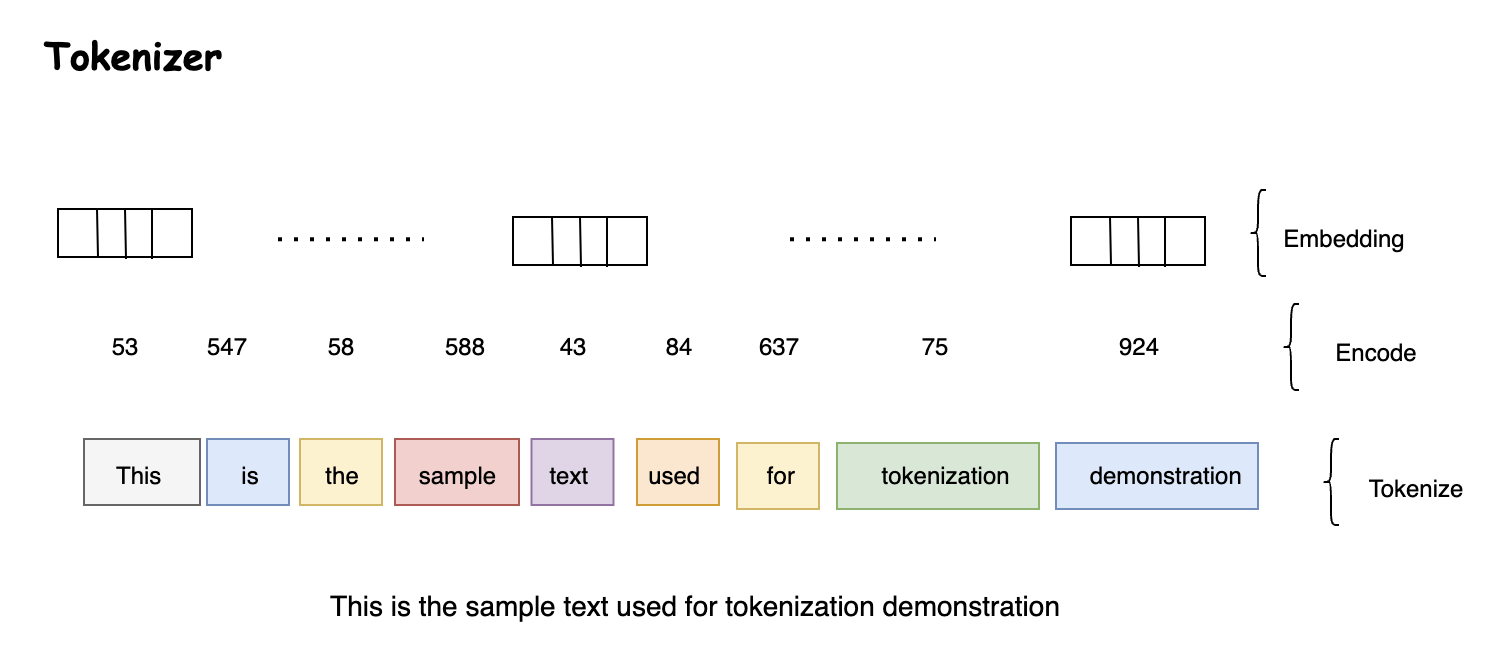 Tokenizer
Embedding
53 547 58 588 43 84 637 75 924 Encode
This is the sample text used for tokenization demonstration Tokenize
This is the sample text used for tokenization demonstration